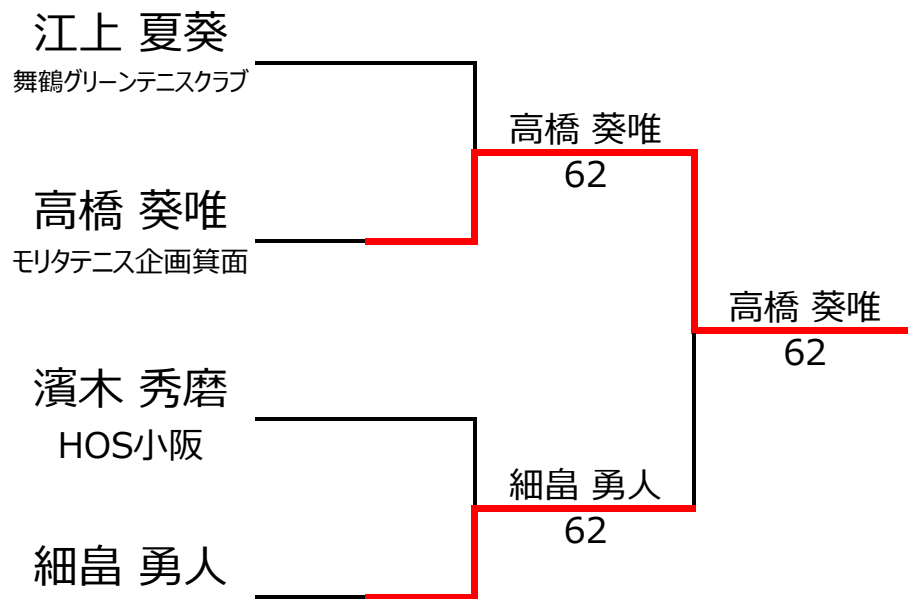 江上 夏葵
舞鶴グリーンテニスクラブ
高橋 葵唯
62
高橋 葵唯
モリタテニス企画箕面
高橋 葵唯
62
濱木 秀磨
HOS小阪
細畠 勇人
62
細畠 勇人